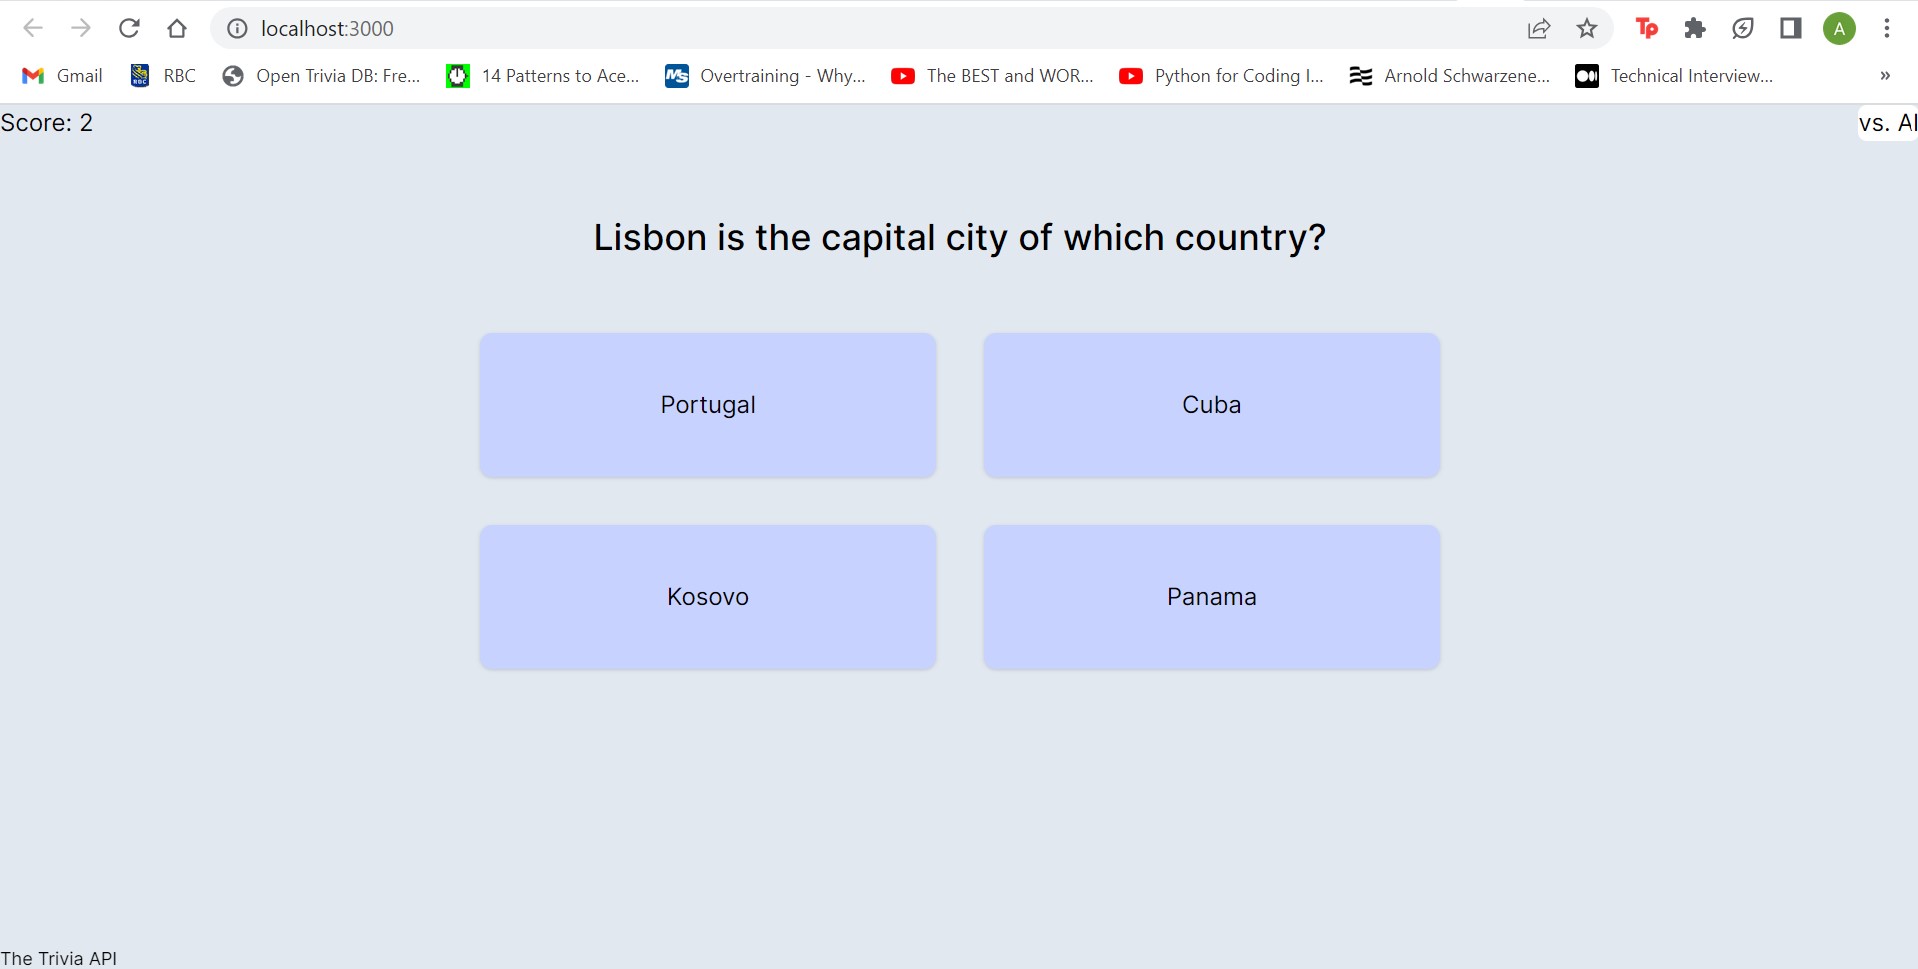 localhost:3000
Tp
A
Gmail
RBC
Open Trivia DB: Fre...
14 Patterns to Ace...
MS
Overtraining - Why...
The BEST and WOR...
Python for Coding I...
Arnold Schwarzene...
Technical Interview...
»
Score: 2
vs. AI
Lisbon is the capital city of which country?
Portugal
Cuba
Kosovo
Panama
The Trivia API